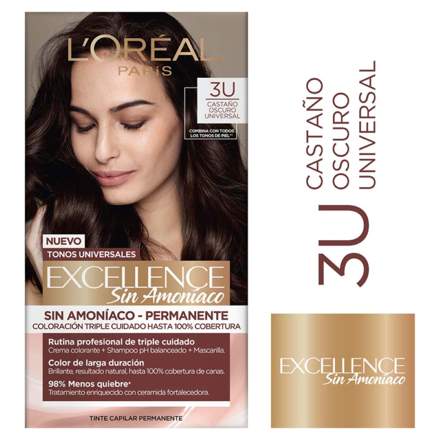 L'ORÉAL
PARIS
3U
CASTAÑO
OSCURO
UNIVERSAL
COMBINA CON TODOS
LOS TONOS DE PIEL**
NUEVO
TONOS UNIVERSALES
EXCELLENCE
Sin Amoníaco
SIN AMONÍACO - PERMANENTE
COLORACIÓN TRIPLE CUIDADO HASTA 100% COBERTURA
Rutina profesional de triple cuidado
Crema colorante + Shampoo pH balanceado + Mascarilla.
Color de larga duración
Brillante, resultado natural, hasta 100% cobertura de canas.
98% Menos quiebre*
Tratamiento enriquecido con ceramida fortalecedora.
TINTE CAPILAR PERMANENTE
3U
CASTAÑO
OSCURO
UNIVERSAL
EXCELLENCE
Sin Amoníaco